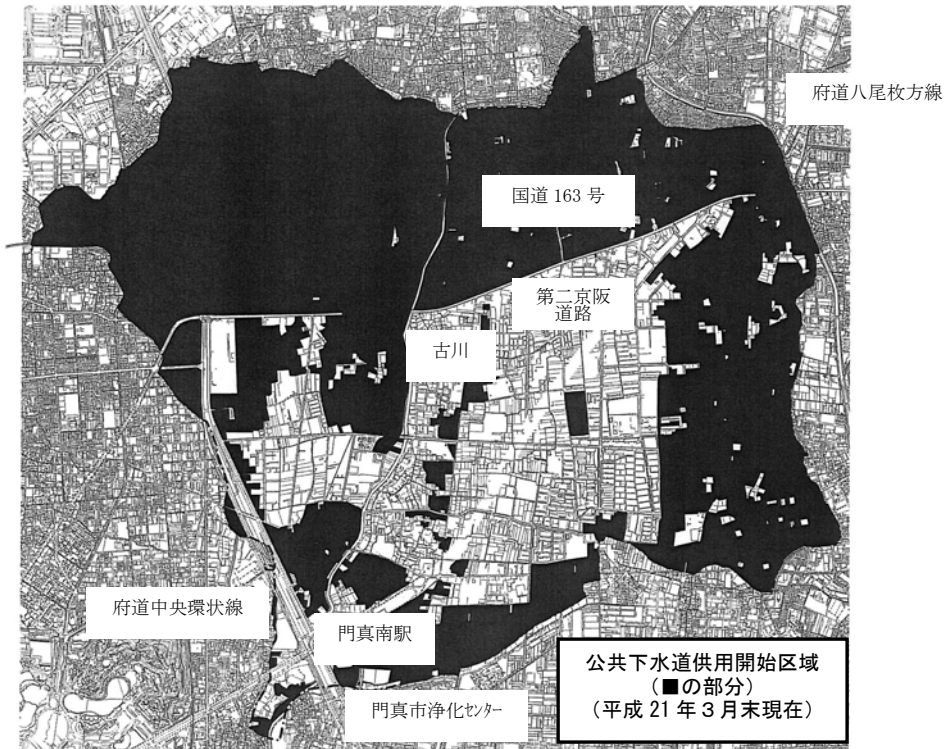 府道八尾枚方線
国道 163 号
第二京阪
道路
古川
府道中央環状線
門真南駅
門真市浄化ｾﾝﾀｰ
公共下水道供用開始区域
（■の部分）
（平成 21 年３月末現在）